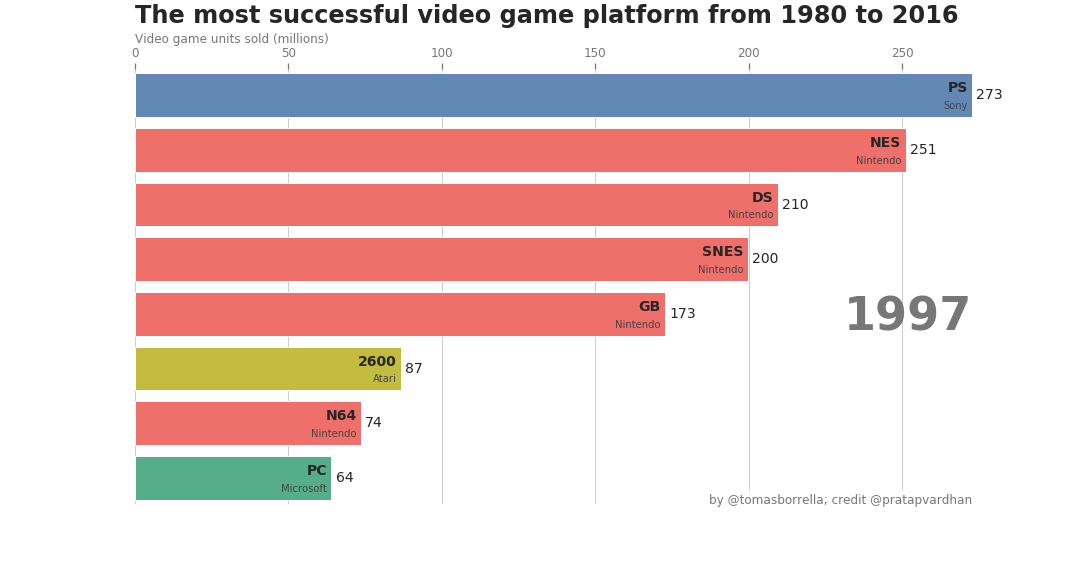 The most successful video game platform from 1980 to 2016
Video game units sold (millions)
0 50 100 150 200 250
PS 273
Sony
NES 251
Nintendo
DS 210
Nintendo
SNES 200
Nintendo
GB 173
Nintendo
1997
2600 87
Atari
N64 74
Nintendo
PC 64
Microsoft
by @tomasborrella; credit @pratapvardhan